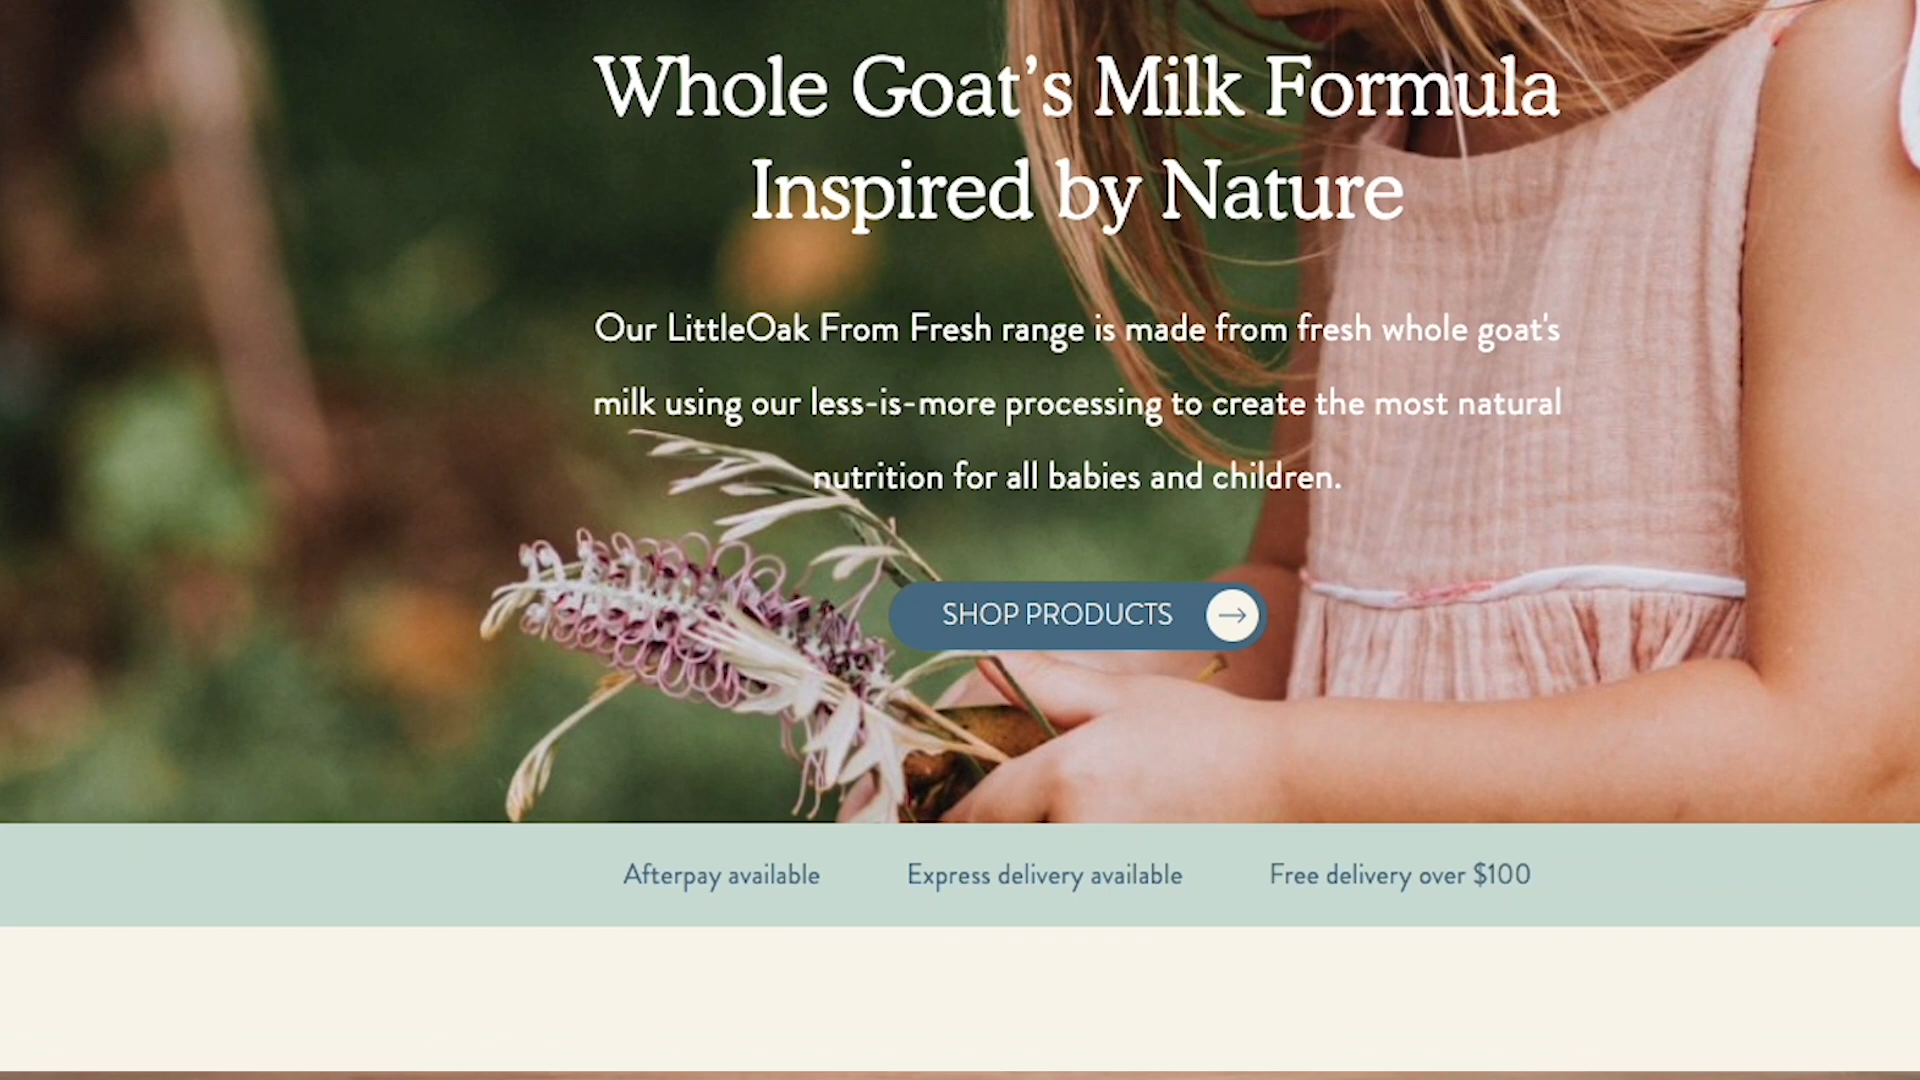 Whole Goat’s Milk Formula
Inspired by Nature
Our LittleOak From Fresh range is made from fresh whole goat's
milk using our less-is-more processing to create the most natural
nutrition for all babies and children.
SHOP PRODUCTS
Afterpay available
Express delivery available
Free delivery over $100